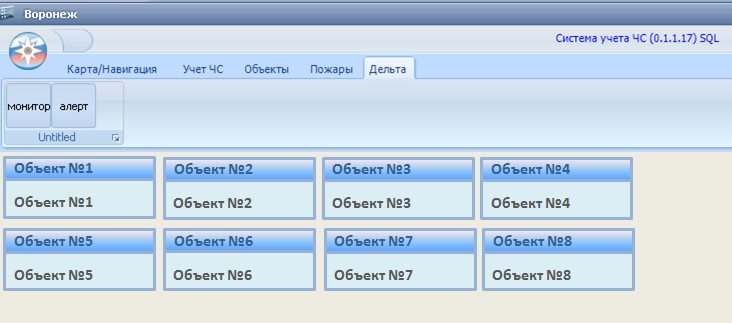 Воронеж
Система учета ЧС (0.1.1.17) SQL
Карта/Навигация Учет ЧС Объекты Пожары Дельта
монитор алерт
Untitled
Объект №1 Объект №2 Объект №3 Объект №4
Объект №1 Объект №2 Объект №3 Объект №4
Объект №5 Объект №6 Объект №7 Объект №8
Объект №5 Объект №6 Объект №7 Объект №8